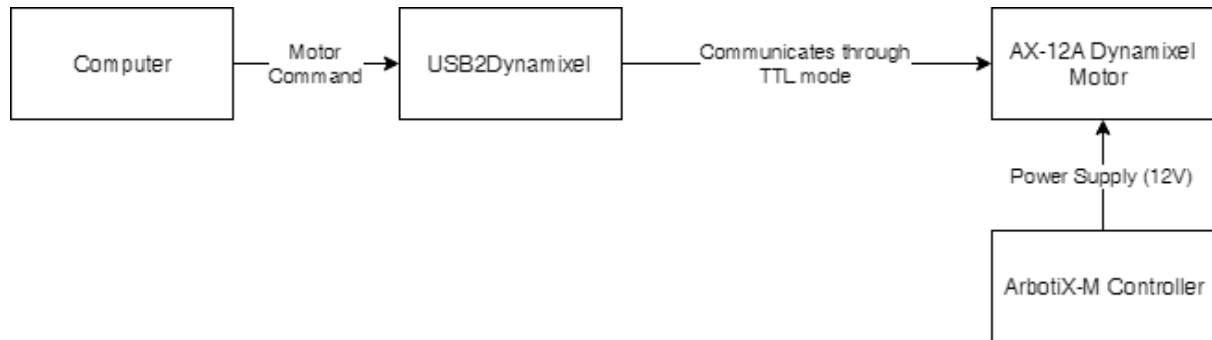 Computer
Motor
Command
USB2Dynamixel
Communicates through
TTL mode
AX-12A Dynamixel
Motor
Power Supply (12V)
ArbotiX-M Controller